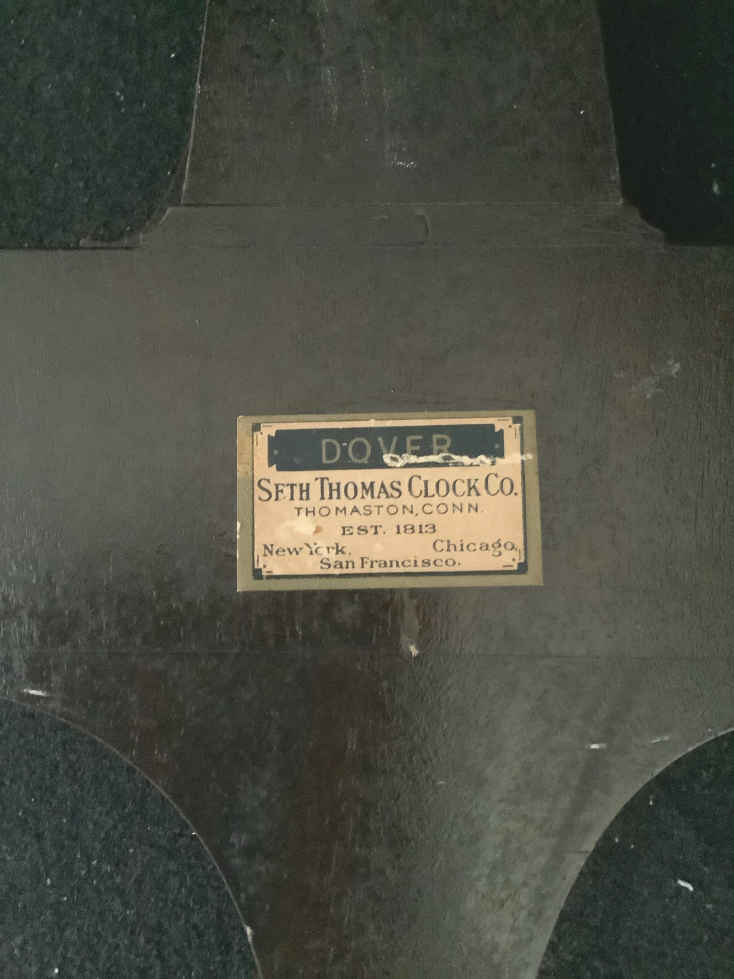 DOVER
SETH THOMAS CLOCK CO.
THOMASTON, CONN.
EST. 1813
New York, Chicago,
San Francisco.